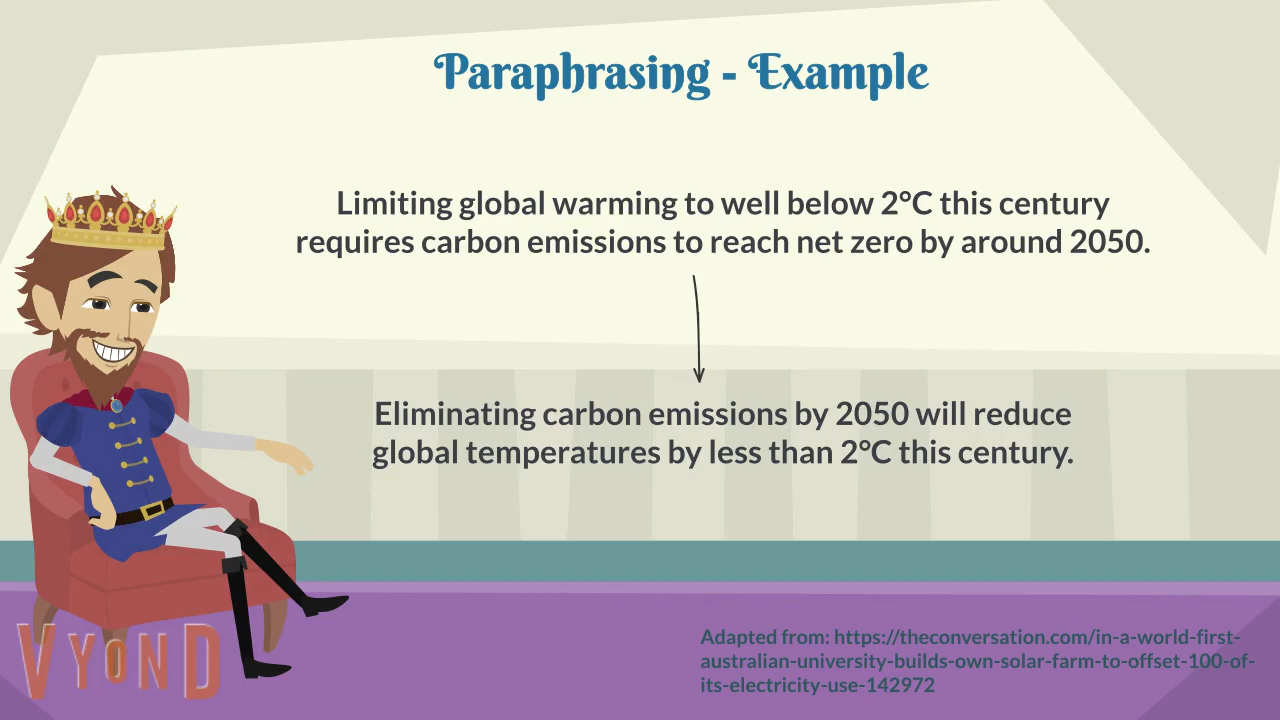 Paraphrasing - Example
Limiting global warming to well below 2°C this century
requires carbon emissions to reach net zero by around 2050.
Eliminating carbon emissions by 2050 will reduce
global temperatures by less than 2°C this century.
Adapted from: https://theconversation.com/in-a-world-first-
australian-university-builds-own-solar-farm-to-offset-100-of-
its-electricity-use-142972
VYOND